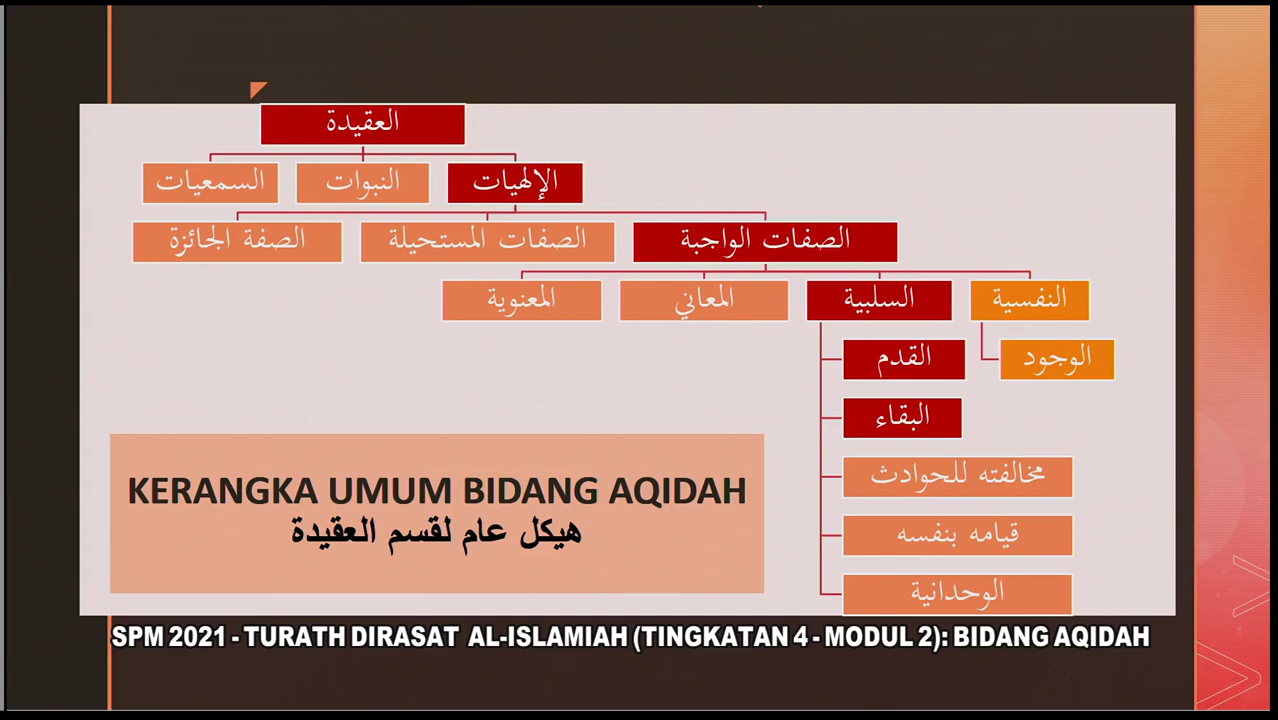 العقيدة
الإلهيات
النبوات
السمعيات
الصفات الواجبة
الصفات المستحيلة
الصفة الجائزة
النفسية
السلبية
المعاني
المعنوية
الوجود
القدم
البقاء
مخالفته للحوادث
قيامه بنفسه
الوحدانية
KERANGKA UMUM BIDANG AQIDAH
هيكل عام لقسم العقيدة
SPM 2021 - TURATH DIRASAT AL-ISLAMIAH (TINGKATAN 4 - MODUL 2): BIDANG AQIDAH